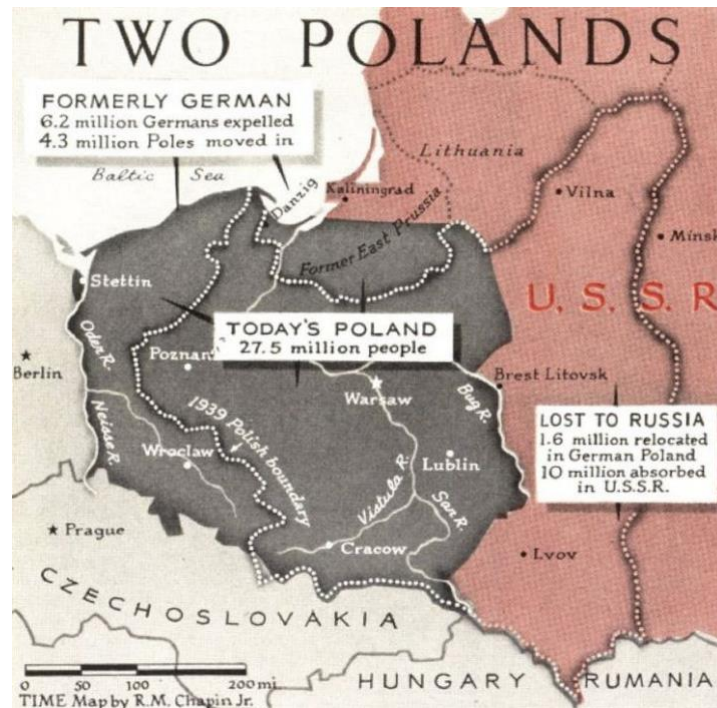 TWO POLANDS
FORMERLY GERMAN
6.2 million Germans expelled
4.3 million Poles moved in
Baltic Sea
Danzig
Kaliningrad
Lithuania
Vilna
Minsk
Former East Prussia
Stettin
U. S. S. R
TODAY'S POLAND
27.5 million people
Oder R.
Berlin
Poznan
Warsaw
Bug R.
Brest Litovsk
Neisse R.
1939 Polish boundary
LOST TO RUSSIA
1.6 million relocated
in German Poland
10 million absorbed
in U.S.S.R.
Wroclaw
Lublin
Vistula R.
San R.
Prague
Cracow
Lvov
CZECHOSLOVAKIA
0 50 100 200 mi.
HUNGARY
RUMANIA
TIME Map by R.M. Chapin Jr.